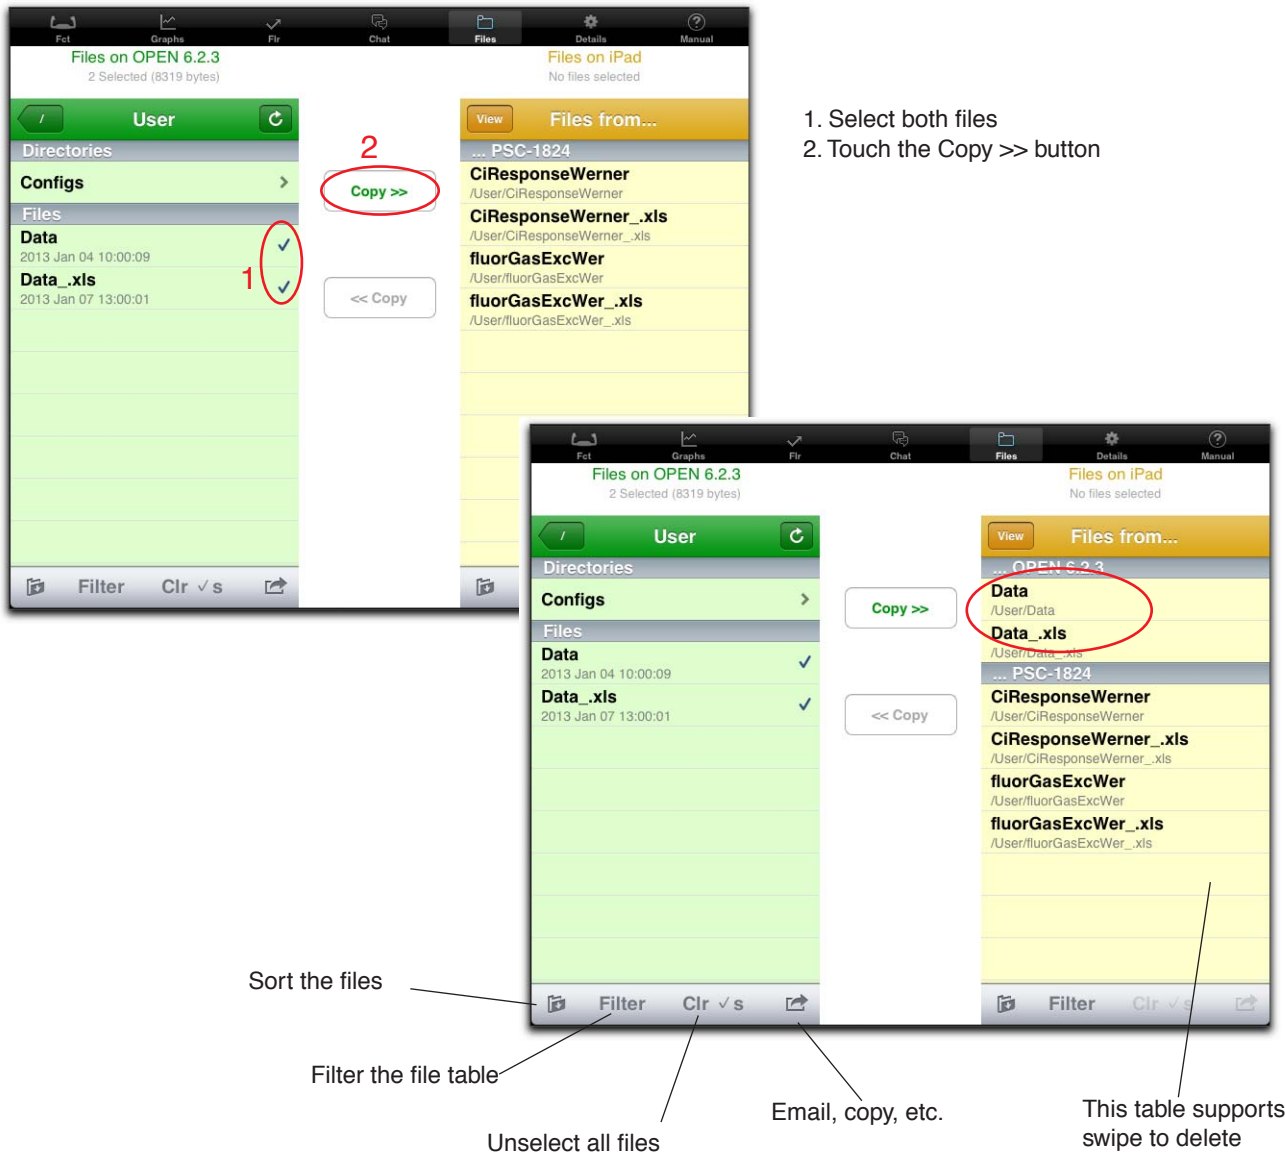 Fct Graphs Flr Chat Files Details Manual
Files on OPEN 6.2.3
2 Selected (8319 bytes)
Files on iPad
No files selected
/ User
View Files from...
Directories
Configs
Files
Data
2013 Jan 04 10:00:09
Data_.xls
2013 Jan 07 13:00:01
1
2
Copy >>
<< Copy
... PSC-1824
CiResponseWerner
/User/CiResponseWerner
CiResponseWerner_.xls
/User/CiResponseWerner_.xls
fluorGasExcWer
/User/fluorGasExcWer
fluorGasExcWer_.xls
/User/fluorGasExcWer_.xls
Filter Clr ✓s
1. Select both files
2. Touch the Copy >> button
Fct Graphs Flr Chat Files Details Manual
Files on OPEN 6.2.3
2 Selected (8319 bytes)
Files on iPad
No files selected
/ User
View Files from...
Directories
Configs
Files
Data
2013 Jan 04 10:00:09
Data_.xls
2013 Jan 07 13:00:01
Copy >>
<< Copy
... OPEN 6.2.3
Data
/User/Data
Data_.xls
/User/Data_.xls
... PSC-1824
CiResponseWerner
/User/CiResponseWerner
CiResponseWerner_.xls
/User/CiResponseWerner_.xls
fluorGasExcWer
/User/fluorGasExcWer
fluorGasExcWer_.xls
/User/fluorGasExcWer_.xls
Filter Clr ✓s
Filter Clr ✓s
Sort the files
Filter the file table
Unselect all files
Email, copy, etc.
This table supports
swipe to delete